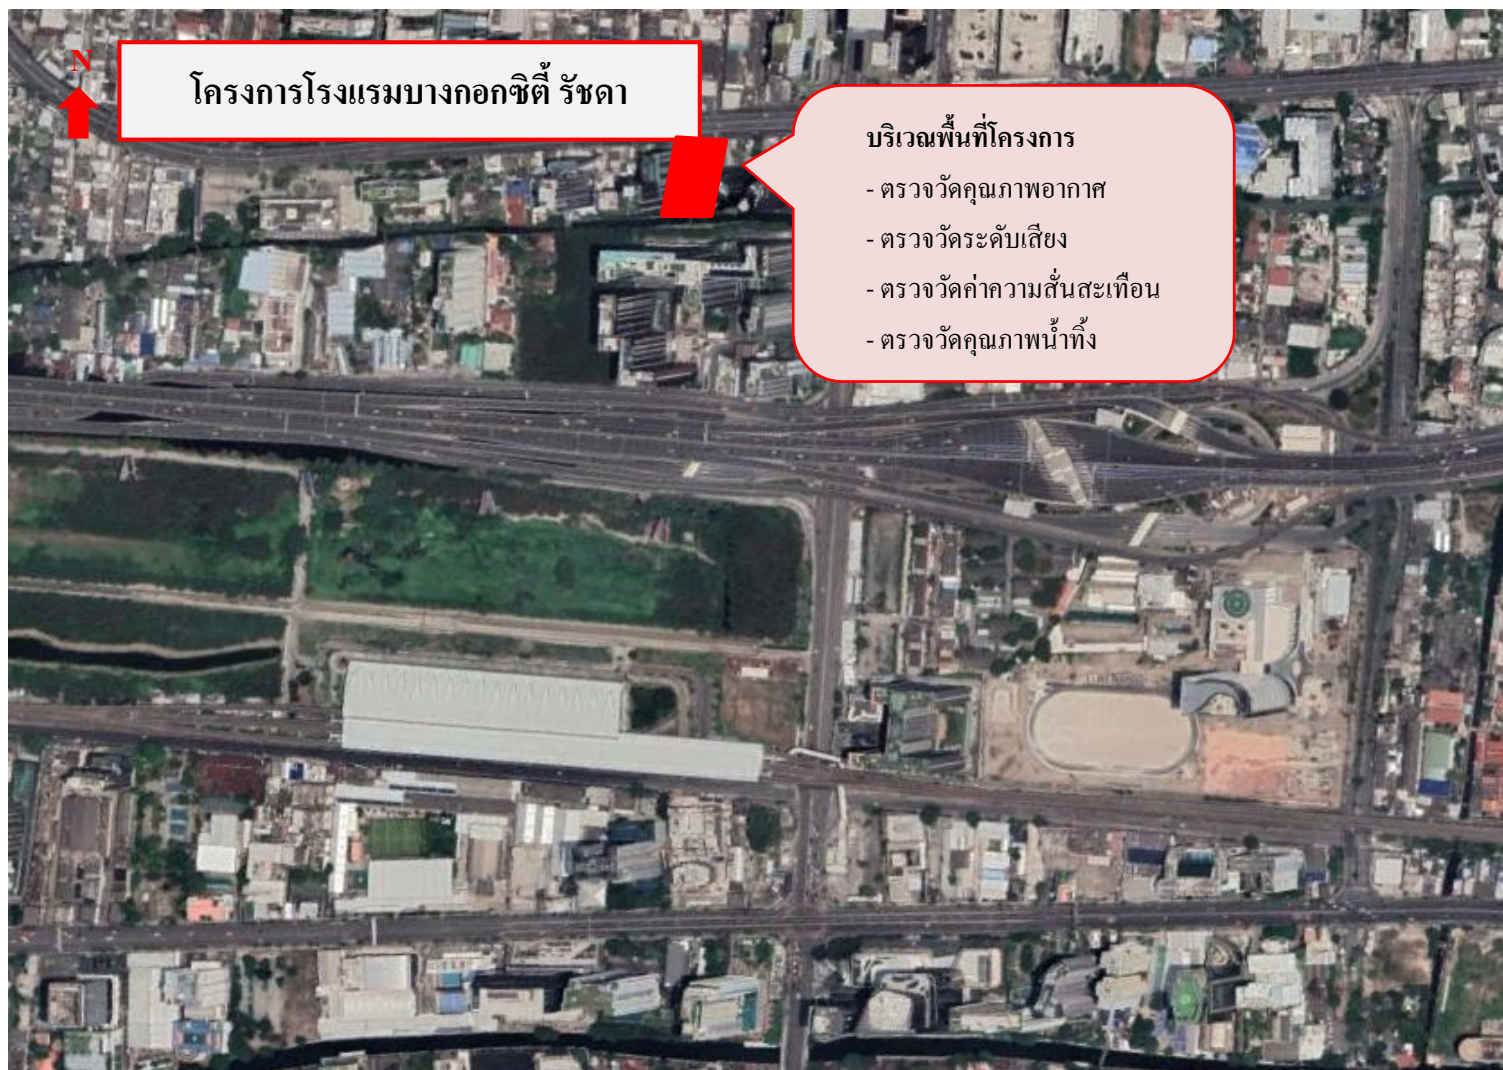 N
โครงการโรงแรมบางกอกซิตี้ รัชดา
บริเวณพื้นที่โครงการ
- ตรวจวัดคุณภาพอากาศ
- ตรวจวัดระดับเสียง
- ตรวจวัดค่าความสั่นสะเทือน
- ตรวจวัดคุณภาพน้ำทิ้ง